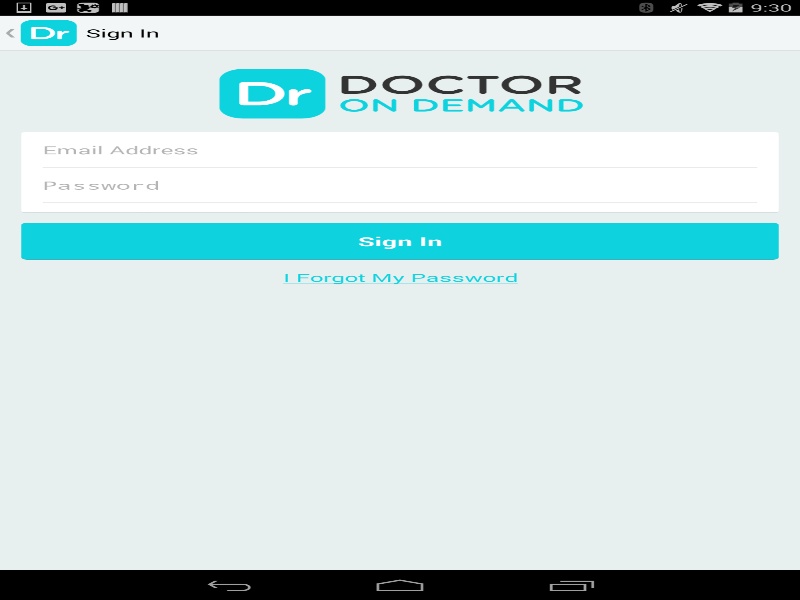 9:30
Dr Sign In
Dr DOCTOR
ON DEMAND
Email Address
Password
Sign In
I Forgot My Password